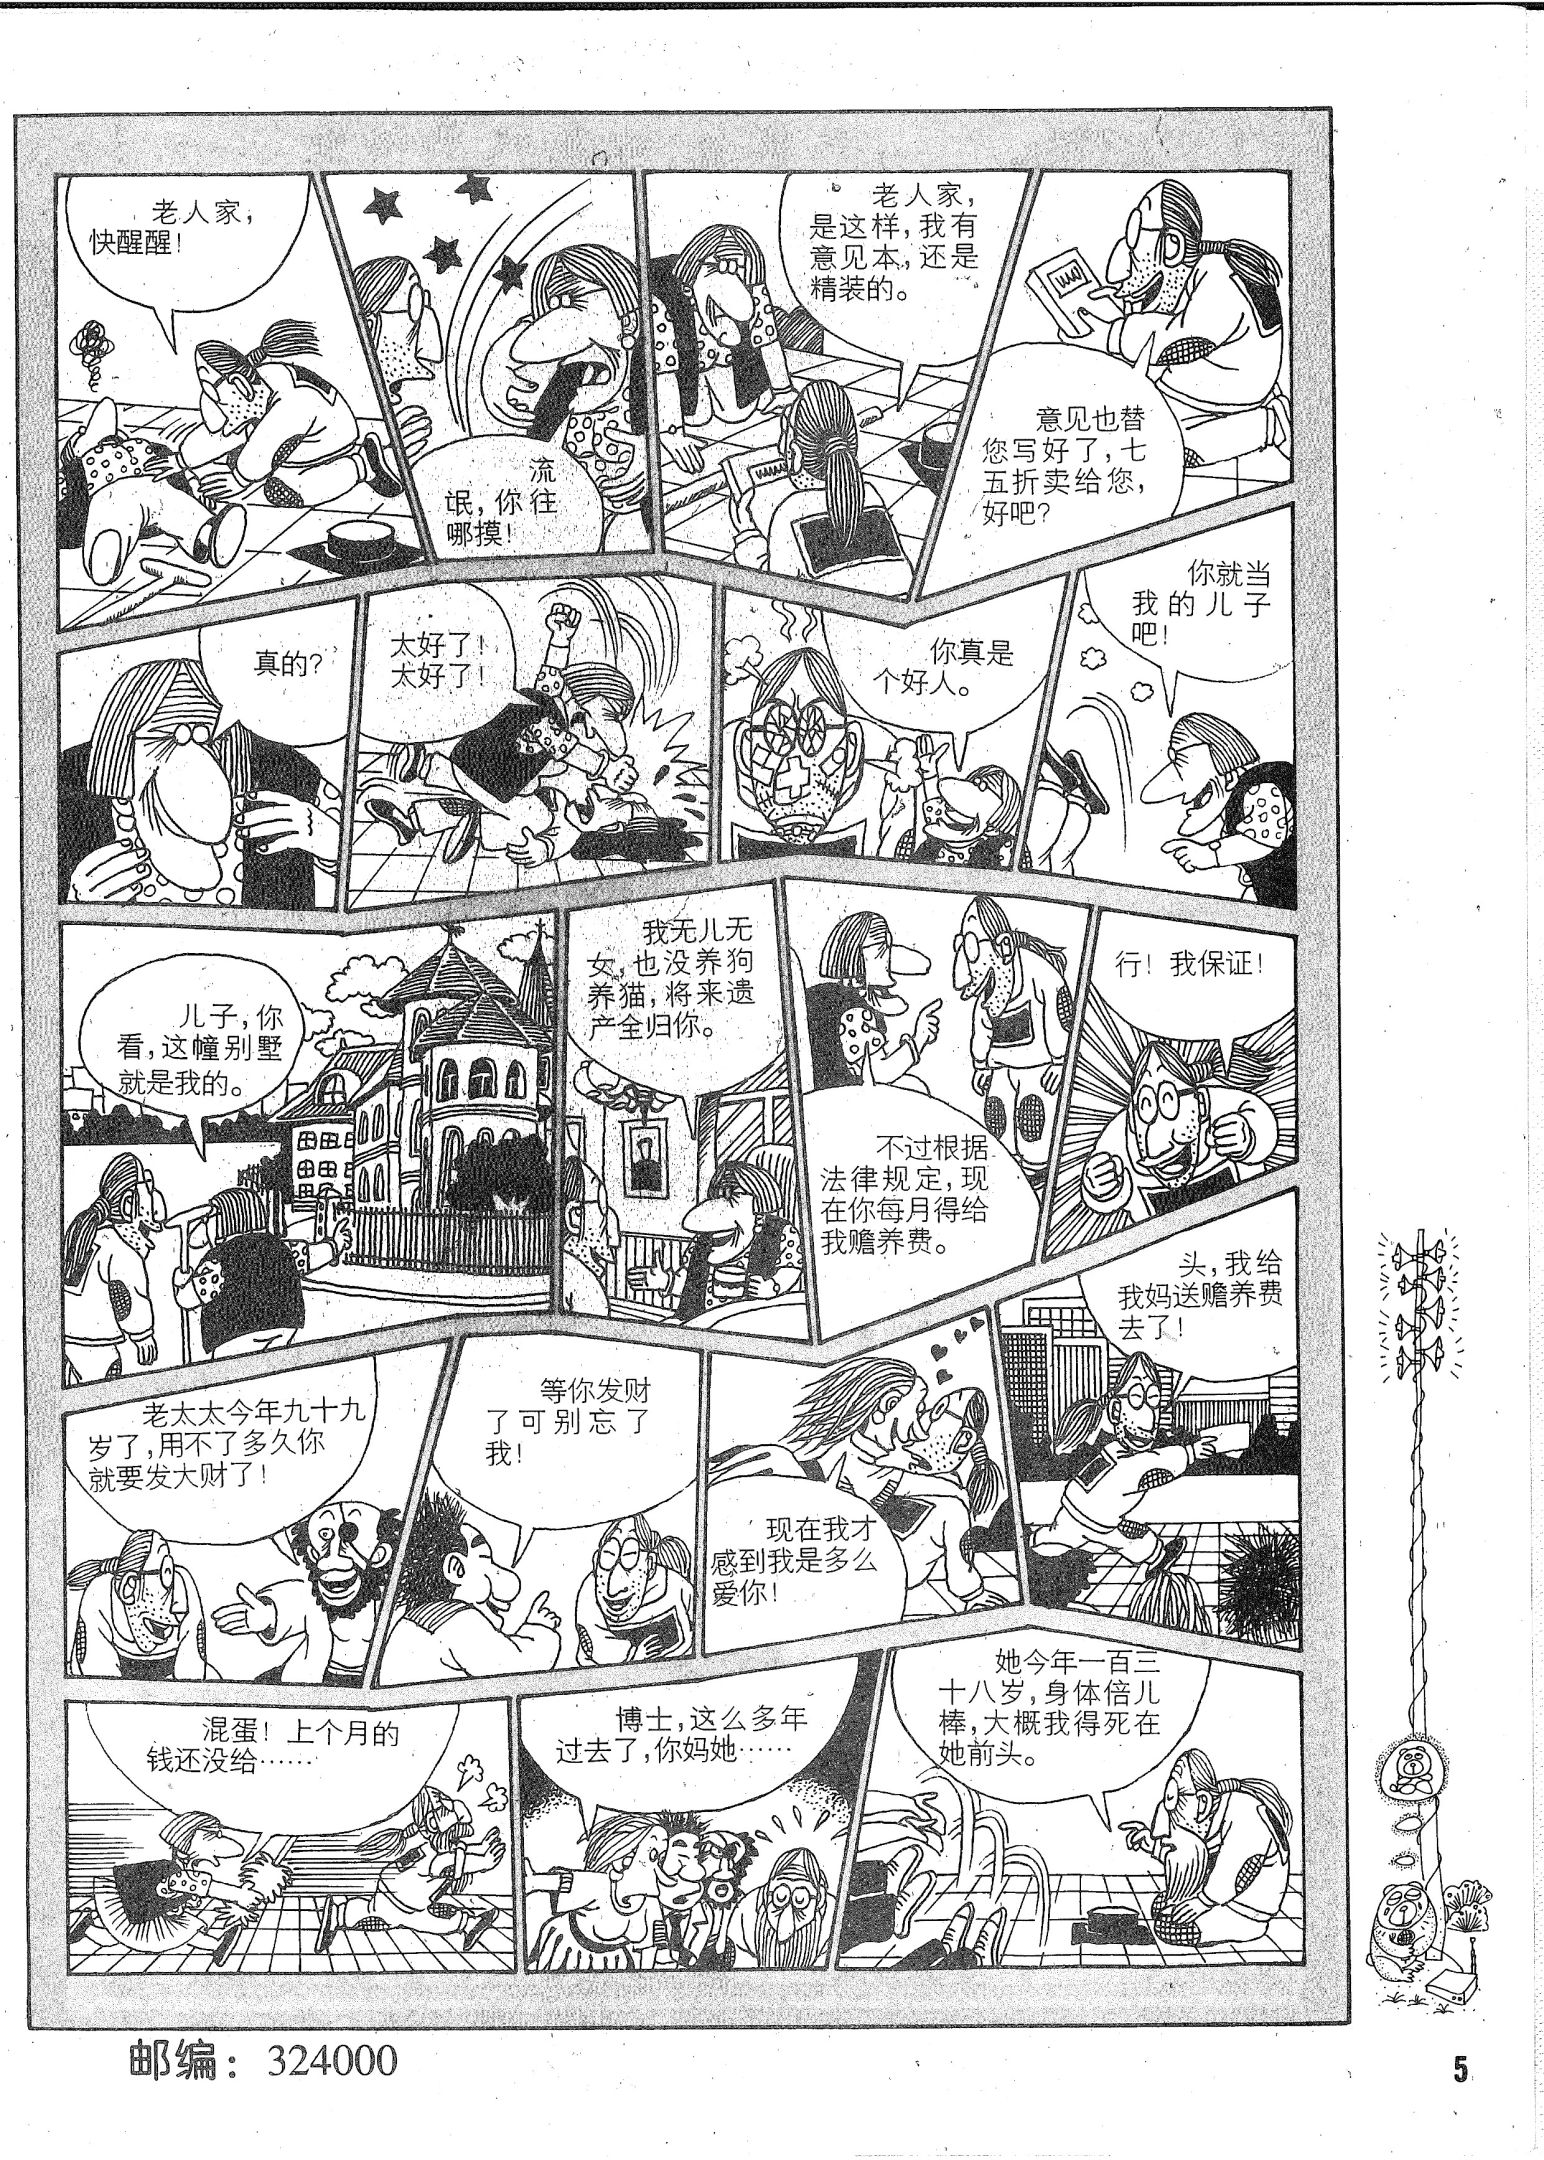 老人家，
快醒醒！
流
氓，你往
哪摸！
老人家，
是这样，我有
意见本，还是
精装的。
意见也替
您写好了，七
五折卖给您，
好吧？
真的？
太好了！
太好了！
你真是
个好人。
你就当
我的儿子
吧！
儿子，你
看，这幢别墅
就是我的。
我无儿无
女，也没养狗
养猫，将来遗
产全归你。
不过根据
法律规定，现
在你每月得给
我赡养费。
行！我保证！
老太太今年九十九
岁了，用不了多久你
就要发大财了！
等你发财
了可别忘了
我！
现在我才
感到我是多么
爱你！
头，我给
我妈送赡养费
去了！
混蛋！上个月的
钱还没给……
博士，这么多年
过去了，你妈她……
她今年一百三
十八岁，身体倍儿
棒，大概我得死在
她前头。
邮编：324000
5